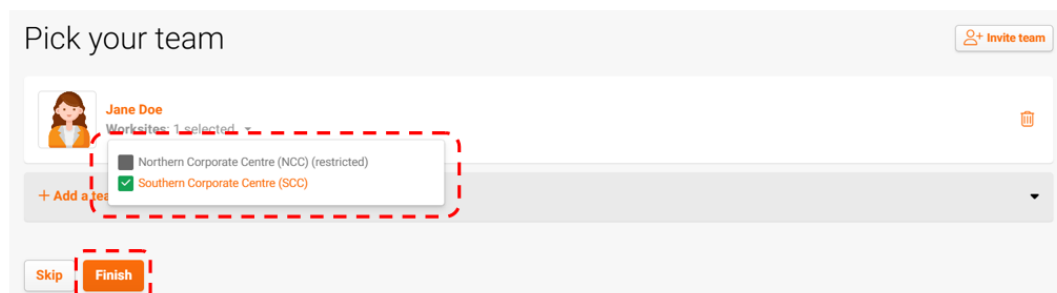 Pick your team
Invite team
Jane Doe
Worksites: 1 selected
Northern Corporate Centre (NCC) (restricted)
Southern Corporate Centre (SCC)
+ Add a
Skip
Finish